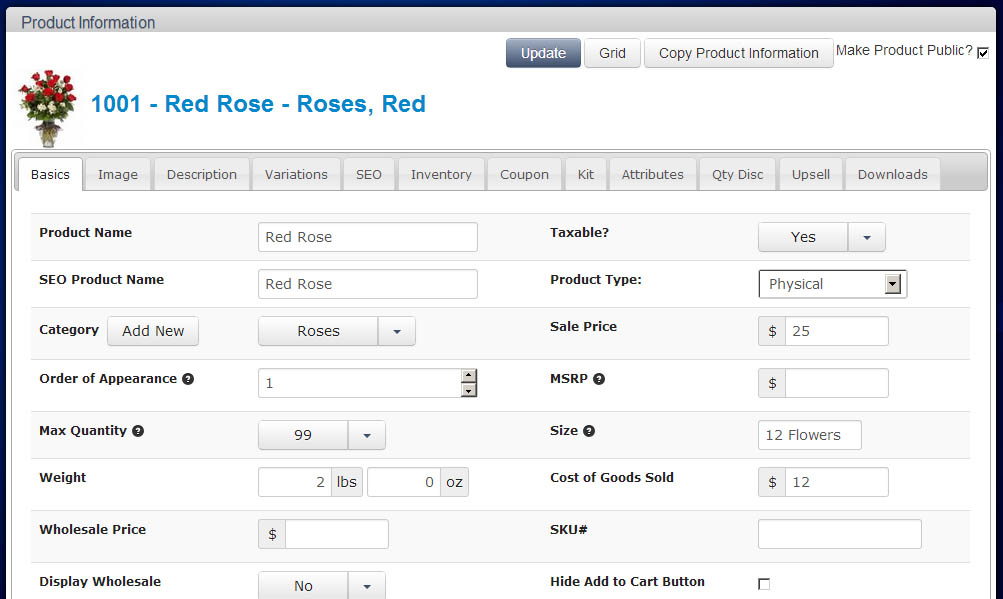 Product Information
Update Grid Copy Product Information Make Product Public?
1001 - Red Rose - Roses, Red
Basics Image Description Variations SEO Inventory Coupon Kit Attributes Qty Disc Upsell Downloads
Product Name Red Rose Taxable? Yes
SEO Product Name Red Rose Product Type: Physical
Category Add New Roses Sale Price $ 25
Order of Appearance ? 1 MSRP ? $
Max Quantity ? 99 Size ? 12 Flowers
Weight 2 lbs 0 oz Cost of Goods Sold $ 12
Wholesale Price $ SKU#
Display Wholesale No Hide Add to Cart Button